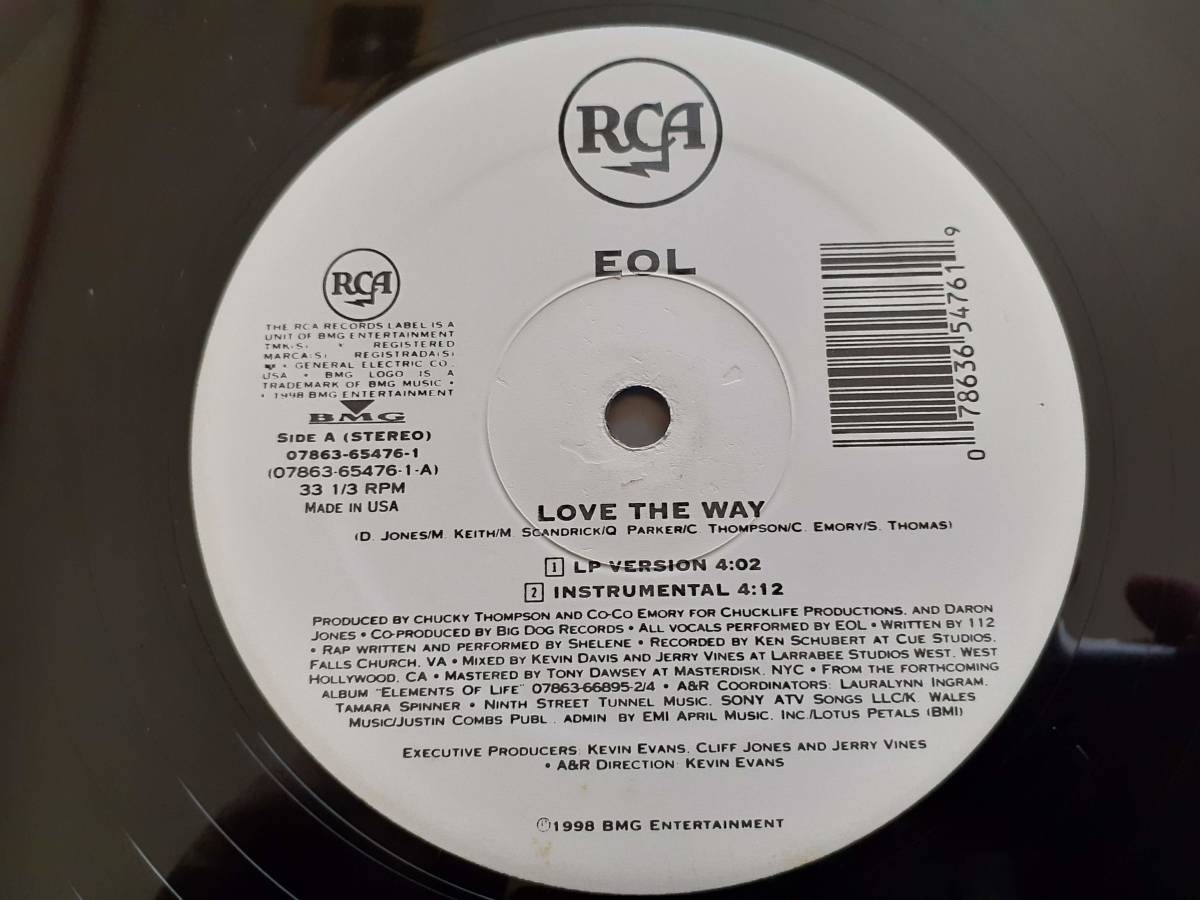 RCA
EOL
RCA
THE RCA RECORDS LABEL IS A
UNIT OF BMG ENTERTAINMENT
TMK(S) ® REGISTERED
MARCA(S) REGISTRADA(S)
• GENERAL ELECTRIC CO.,
USA • BMG LOGO IS A
TRADEMARK OF BMG MUSIC •
• 1998 BMG ENTERTAINMENT
BMG
SIDE A (STEREO)
07863-65476-1
(07863-65476-1-A)
33 1/3 RPM
MADE IN USA
0 78636 54761 9
LOVE THE WAY
(D. JONES/M. KEITH/M. SCANDRICK/Q. PARKER/C. THOMPSON/C. EMORY/S. THOMAS)
1 LP VERSION 4:02
2 INSTRUMENTAL 4:12
PRODUCED BY CHUCKY THOMPSON AND CO-CO EMORY FOR CHUCKLIFE PRODUCTIONS, AND DARON
JONES • CO-PRODUCED BY BIG DOG RECORDS • ALL VOCALS PERFORMED BY EOL • WRITTEN BY 112
• RAP WRITTEN AND PERFORMED BY SHELENE • RECORDED BY KEN SCHUBERT AT CUE STUDIOS,
FALLS CHURCH, VA • MIXED BY KEVIN DAVIS AND JERRY VINES AT LARRABEE STUDIOS WEST, WEST
HOLLYWOOD, CA • MASTERED BY TONY DAWSEY AT MASTERDISK, NYC • FROM THE FORTHCOMING
ALBUM "ELEMENTS OF LIFE" 07863-66895-2/4 • A&R COORDINATORS: LAURALYNN INGRAM,
TAMARA SPINNER • NINTH STREET TUNNEL MUSIC, SONY ATV SONGS LLC/K. WALES
MUSIC/JUSTIN COMBS PUBL., ADMIN BY EMI APRIL MUSIC, INC./LOTUS PETALS (BMI)
EXECUTIVE PRODUCERS: KEVIN EVANS, CLIFF JONES AND JERRY VINES
• A&R DIRECTION: KEVIN EVANS
℗1998 BMG ENTERTAINMENT